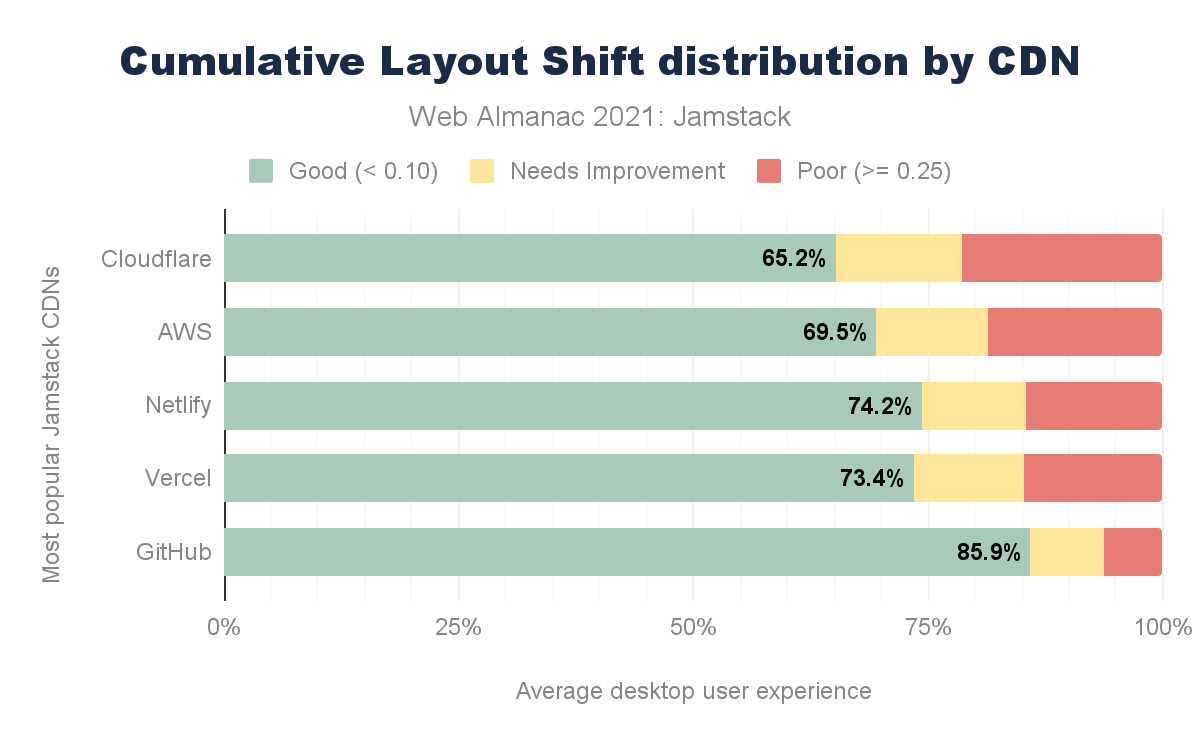 Cumulative Layout Shift distribution by CDN
Web Almanac 2021: Jamstack
Good (< 0.10)
Needs Improvement
Poor (>= 0.25)
Most popular Jamstack CDNs
Cloudflare
65.2%
AWS
69.5%
Netlify
74.2%
Vercel
73.4%
GitHub
85.9%
0%
25%
50%
75%
100%
Average desktop user experience